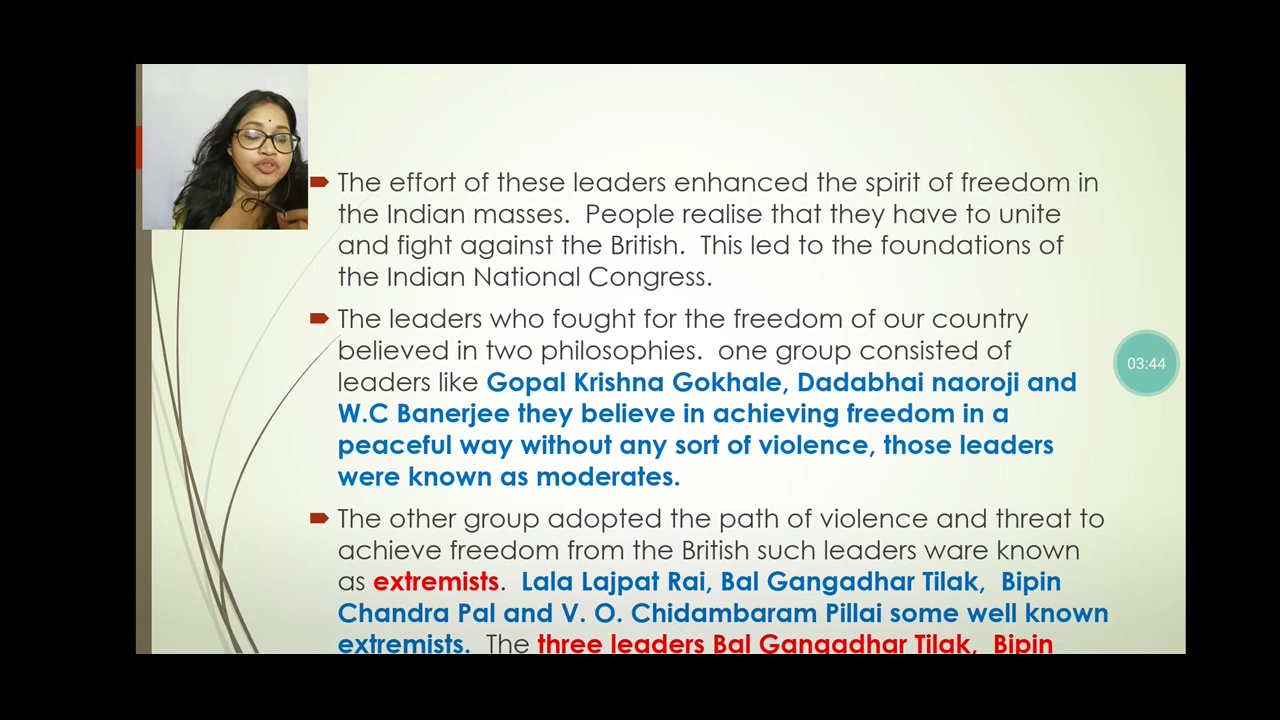 The effort of these leaders enhanced the spirit of freedom in
the Indian masses.  People realise that they have to unite
and fight against the British.  This led to the foundations of
the Indian National Congress.
The leaders who fought for the freedom of our country
believed in two philosophies.  one group consisted of
leaders like Gopal Krishna Gokhale, Dadabhai naoroji and
W.C Banerjee they believe in achieving freedom in a
peaceful way without any sort of violence, those leaders
were known as moderates.
The other group adopted the path of violence and threat to
achieve freedom from the British such leaders ware known
as extremists.  Lala Lajpat Rai, Bal Gangadhar Tilak,  Bipin
Chandra Pal and V. O. Chidambaram Pillai some well known
extremists.  The three leaders Bal Gangadhar Tilak,  Bipin
03:44